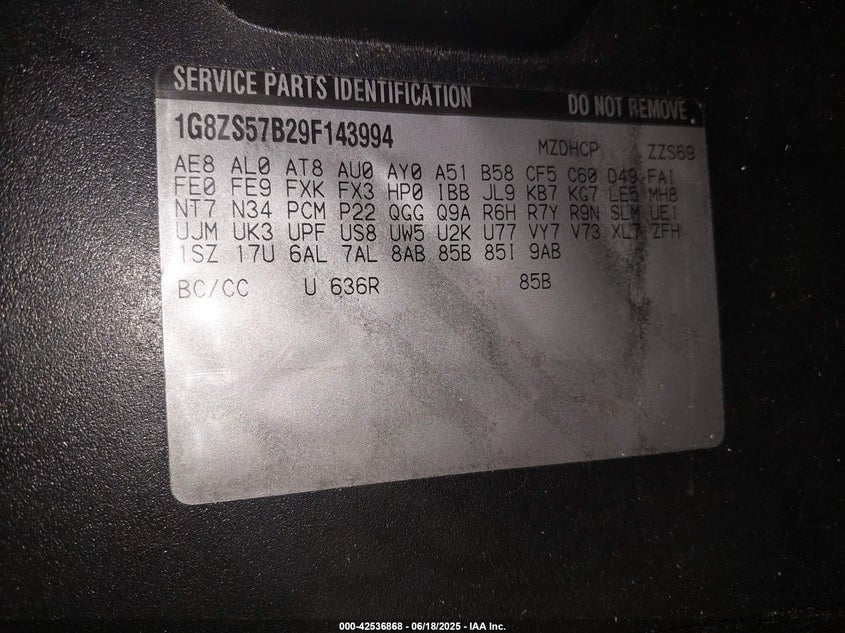 SERVICE PARTS IDENTIFICATION DO NOT REMOVE
1G8ZS57B29F143994 MZDHCP ZZS69
AE8 AL0 AT8 AU0 AY0 A51 B58 CF5 C60 D49 FAI
FE0 FE9 FXK FX3 HP0 IBB JL9 KB7 KG7 LE5 MH8
NT7 N34 PCM P22 QGG Q9A R6H R7Y R9N SLM UE1
UJM UK3 UPF US8 UW5 U2K U77 VY7 V73 XL7 ZFH
1SZ 17U 6AL 7AL 8AB 85B 85I 9AB
BC/CC U 636R 85B
000-42536868 - 06/18/2025 - IAA Inc.